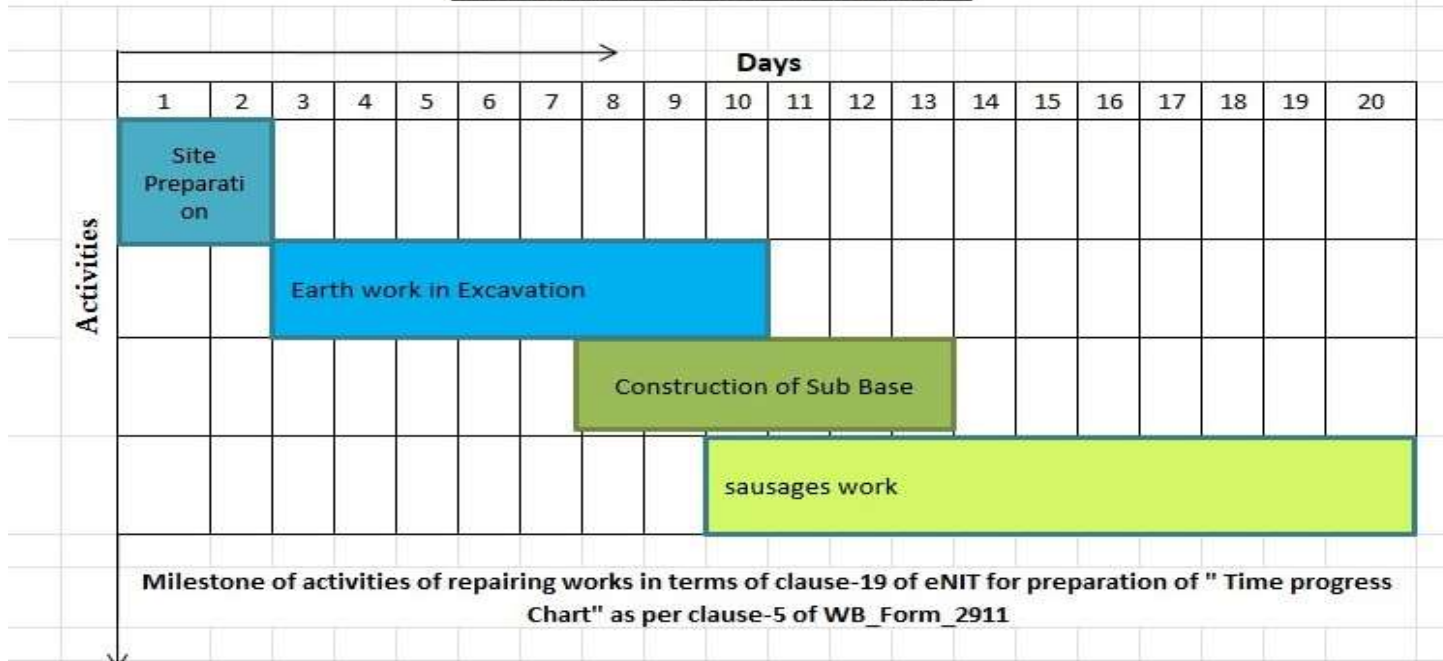 Days
1 2 3 4 5 6 7 8 9 10 11 12 13 14 15 16 17 18 19 20
Activities
Site
Preparati
on
Earth work in Excavation
Construction of Sub Base
sausages work
Milestone of activities of repairing works in terms of clause-19 of eNIT for preparation of " Time progress
Chart" as per clause-5 of WB_Form_2911